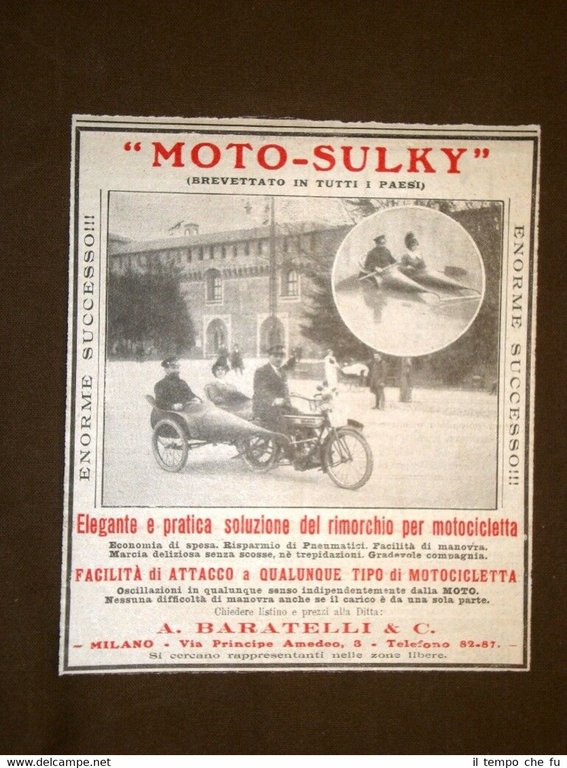 "MOTO-SULKY"
(BREVETTATO IN TUTTI I PAESI)
ENORME SUCCESSO!!!
ENORME SUCCESSO!!!
Elegante e pratica soluzione del rimorchio per motocicletta
Economia di spesa. Risparmio di Pneumatici. Facilità di manovra.
Marcia deliziosa senza scosse, nè trepidazioni. Gradevole compagnia.
FACILITÀ di ATTACCO a QUALUNQUE TIPO di MOTOCICLETTA
Oscillazioni in qualunque senso indipendentemente dalla MOTO.
Nessuna difficoltà di manovra anche se il carico è da una sola parte.
Chiedere listino e prezzi alla Ditta:
A. BARATELLI & C.
- MILANO - Via Principe Amedeo, 3 - Telefono 82-87. -
Si cercano rappresentanti nelle zone libere.
il tempo che fu